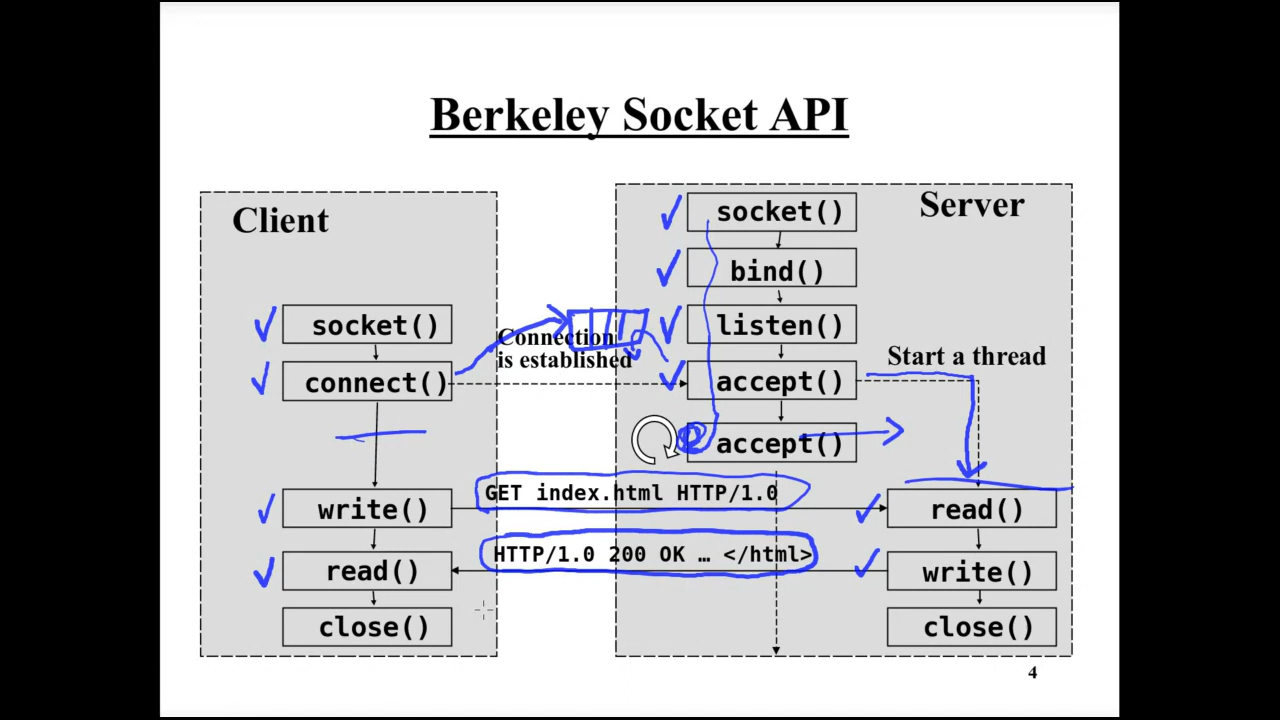 Berkeley Socket API
Client
Server
socket()
bind()
socket()
listen()
Connection
is established
Start a thread
connect()
accept()
accept()
GET index.html HTTP/1.0
write()
read()
HTTP/1.0 200 OK … </html>
read()
write()
close()
close()
4